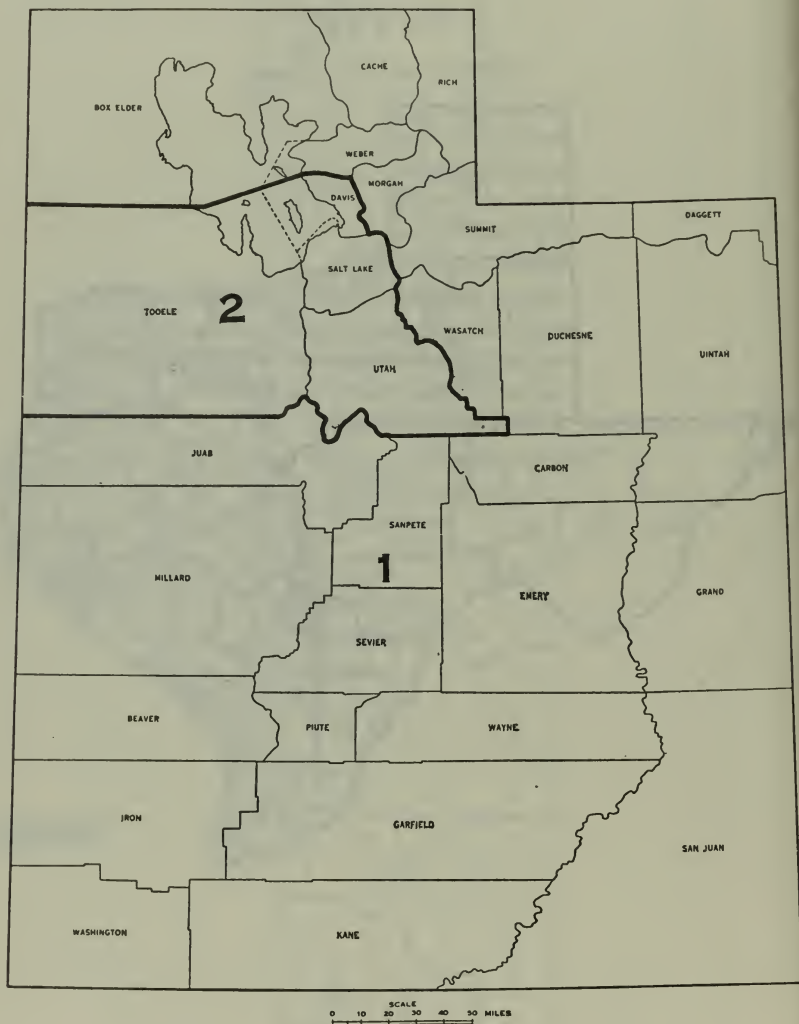 CACHE
RICH
BOX ELDER
WEBER
MORGAH
DAVIS
SUMMIT
DAGGETT
SALT LAKE
TOOELE
2
WASATCH
DUCHESNE
UINTAH
UTAH
JUAB
CARBON
SANPETE
1
MILLARD
EMERY
GRAND
SEVIER
BEAVER
PIUTE
WAYNE
IRON
GARFIELD
SAN JUAN
WASHINGTON
KANE
SCALE
0 10 20 30 40 50 MILES